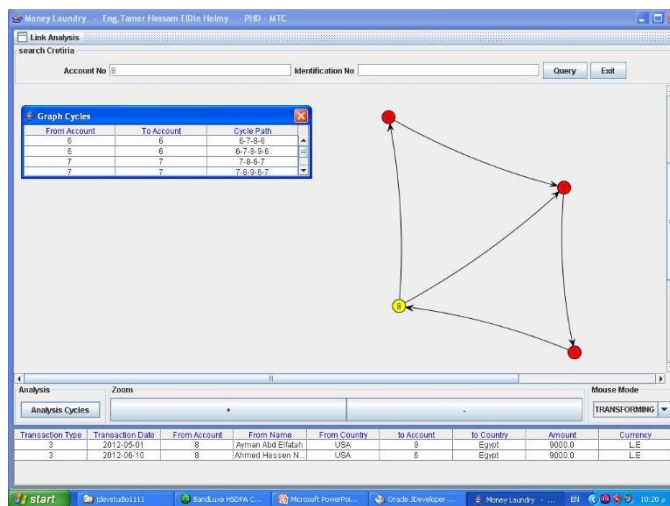 Money Laundry - Eng.Tamer Hossam ElDin Helmy - PHD - MTC
Link Analysis
search Cretiria
Account No 8 Identification No Query Exit
Graph Cycles
From Account To Account Cycle Path
6 6 6-7-8-6
6 6 6-7-8-9-6
7 7 7-8-6-7
7 7 7-8-9-6-7
8
Analysis Zoom Mouse Mode
Analysis Cycles + - TRANSFORMING
Transaction Type Transaction Date From Account From Name From Country to Account to Country Amount Currency
3 2012-05-01 8 Ayman Abd Elfatah USA 9 Egypt 9000.0 L.E
3 2012-06-10 8 Ahmed Hessen N... USA 6 Egypt 9000.0 L.E
start jdevstudio1111 BandLuxe HSDPA C... Microsoft PowerPoi... Oracle JDeveloper ... Money Laundry - ... EN 10:20 م